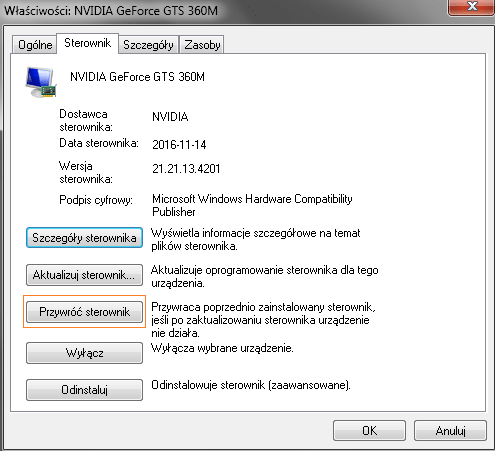 Właściwości: NVIDIA GeForce GTS 360M
Ogólne Sterownik Szczegóły Zasoby
NVIDIA GeForce GTS 360M
Dostawca
sterownika:
NVIDIA
Data sterownika: 2016-11-14
Wersja
sterownika:
21.21.13.4201
Podpis cyfrowy: Microsoft Windows Hardware Compatibility
Publisher
Szczegóły sterownika
Wyświetla informacje szczegółowe na temat
plików sterownika.
Aktualizuj sterownik...
Aktualizuje oprogramowanie sterownika dla tego
urządzenia.
Przywróć sterownik
Przywraca poprzednio zainstalowany sterownik,
jeśli po zaktualizowaniu sterownika urządzenie
nie działa.
Wyłącz
Wyłącza wybrane urządzenie.
Odinstaluj
Odinstalowuje sterownik (zaawansowane).
OK Anuluj